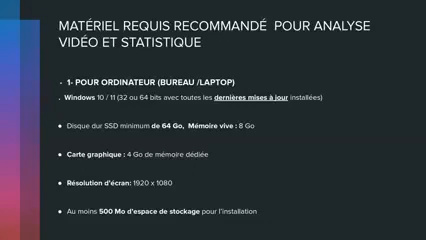 MATÉRIEL REQUIS RECOMMANDÉ POUR ANALYSE
VIDÉO ET STATISTIQUE
• 1- POUR ORDINATEUR (BUREAU /LAPTOP)
. Windows 10 / 11 (32 ou 64 bits avec toutes les dernières mises à jour installées)
• Disque dur SSD minimum de 64 Go, Mémoire vive : 8 Go
• Carte graphique : 4 Go de mémoire dédiée
• Résolution d'écran: 1920 x 1080
• Au moins 500 Mo d'espace de stockage pour l'installation